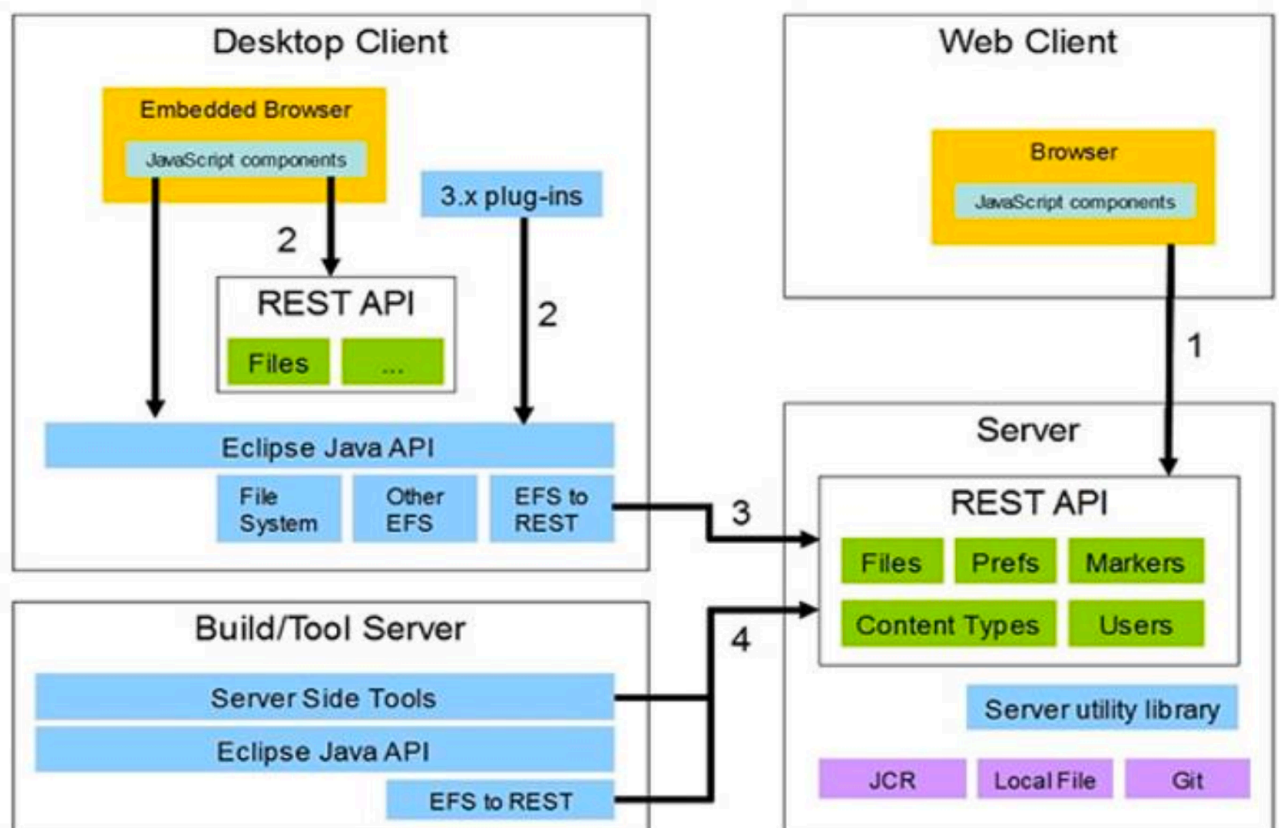 Desktop Client
Embedded Browser
JavaScript components
3.x plug-ins
2
REST API
2
Files
...
Eclipse Java API
File
System
Other
EFS
EFS to
REST
Build/Tool Server
Server Side Tools
Eclipse Java API
EFS to REST
3
4
Web Client
Browser
JavaScript components
1
Server
REST API
Files
Prefs
Markers
Content Types
Users
Server utility library
JCR
Local File
Git